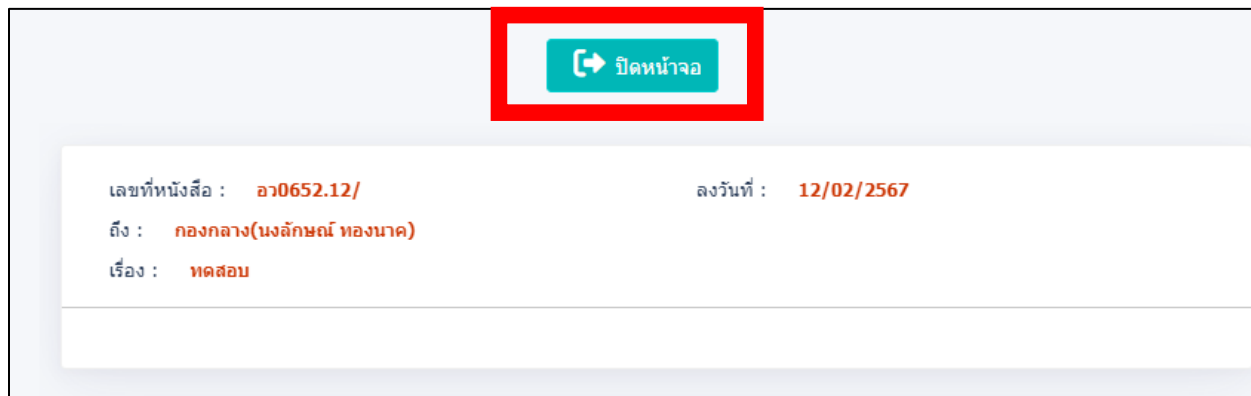 ปิดหน้าจอ
เลขที่หนังสือ : อว0652.12/ ลงวันที่ : 12/02/2567
ถึง : กองกลาง(นงลักษณ์ ทองนาค)
เรื่อง : ทดสอบ